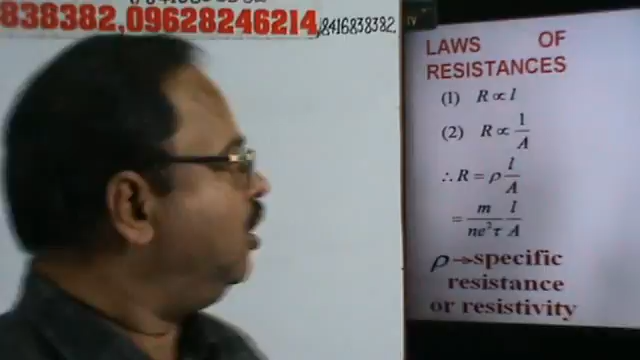 838382,09628246214,8416838382
LAWS OF
RESISTANCES
(1) R ∝ l
(2) R ∝ 1/A
∴ R = ρ l/A
= m/ne²τ l/A
ρ→specific
resistance
or resistivity